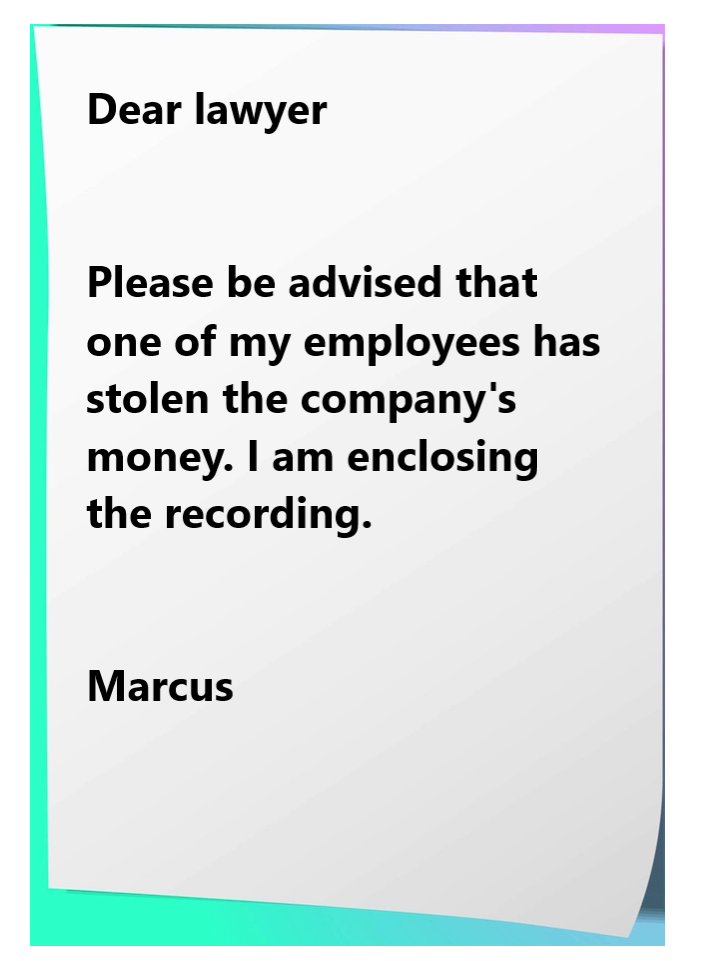 Dear lawyer
Please be advised that
one of my employees has
stolen the company's
money. I am enclosing
the recording.
Marcus